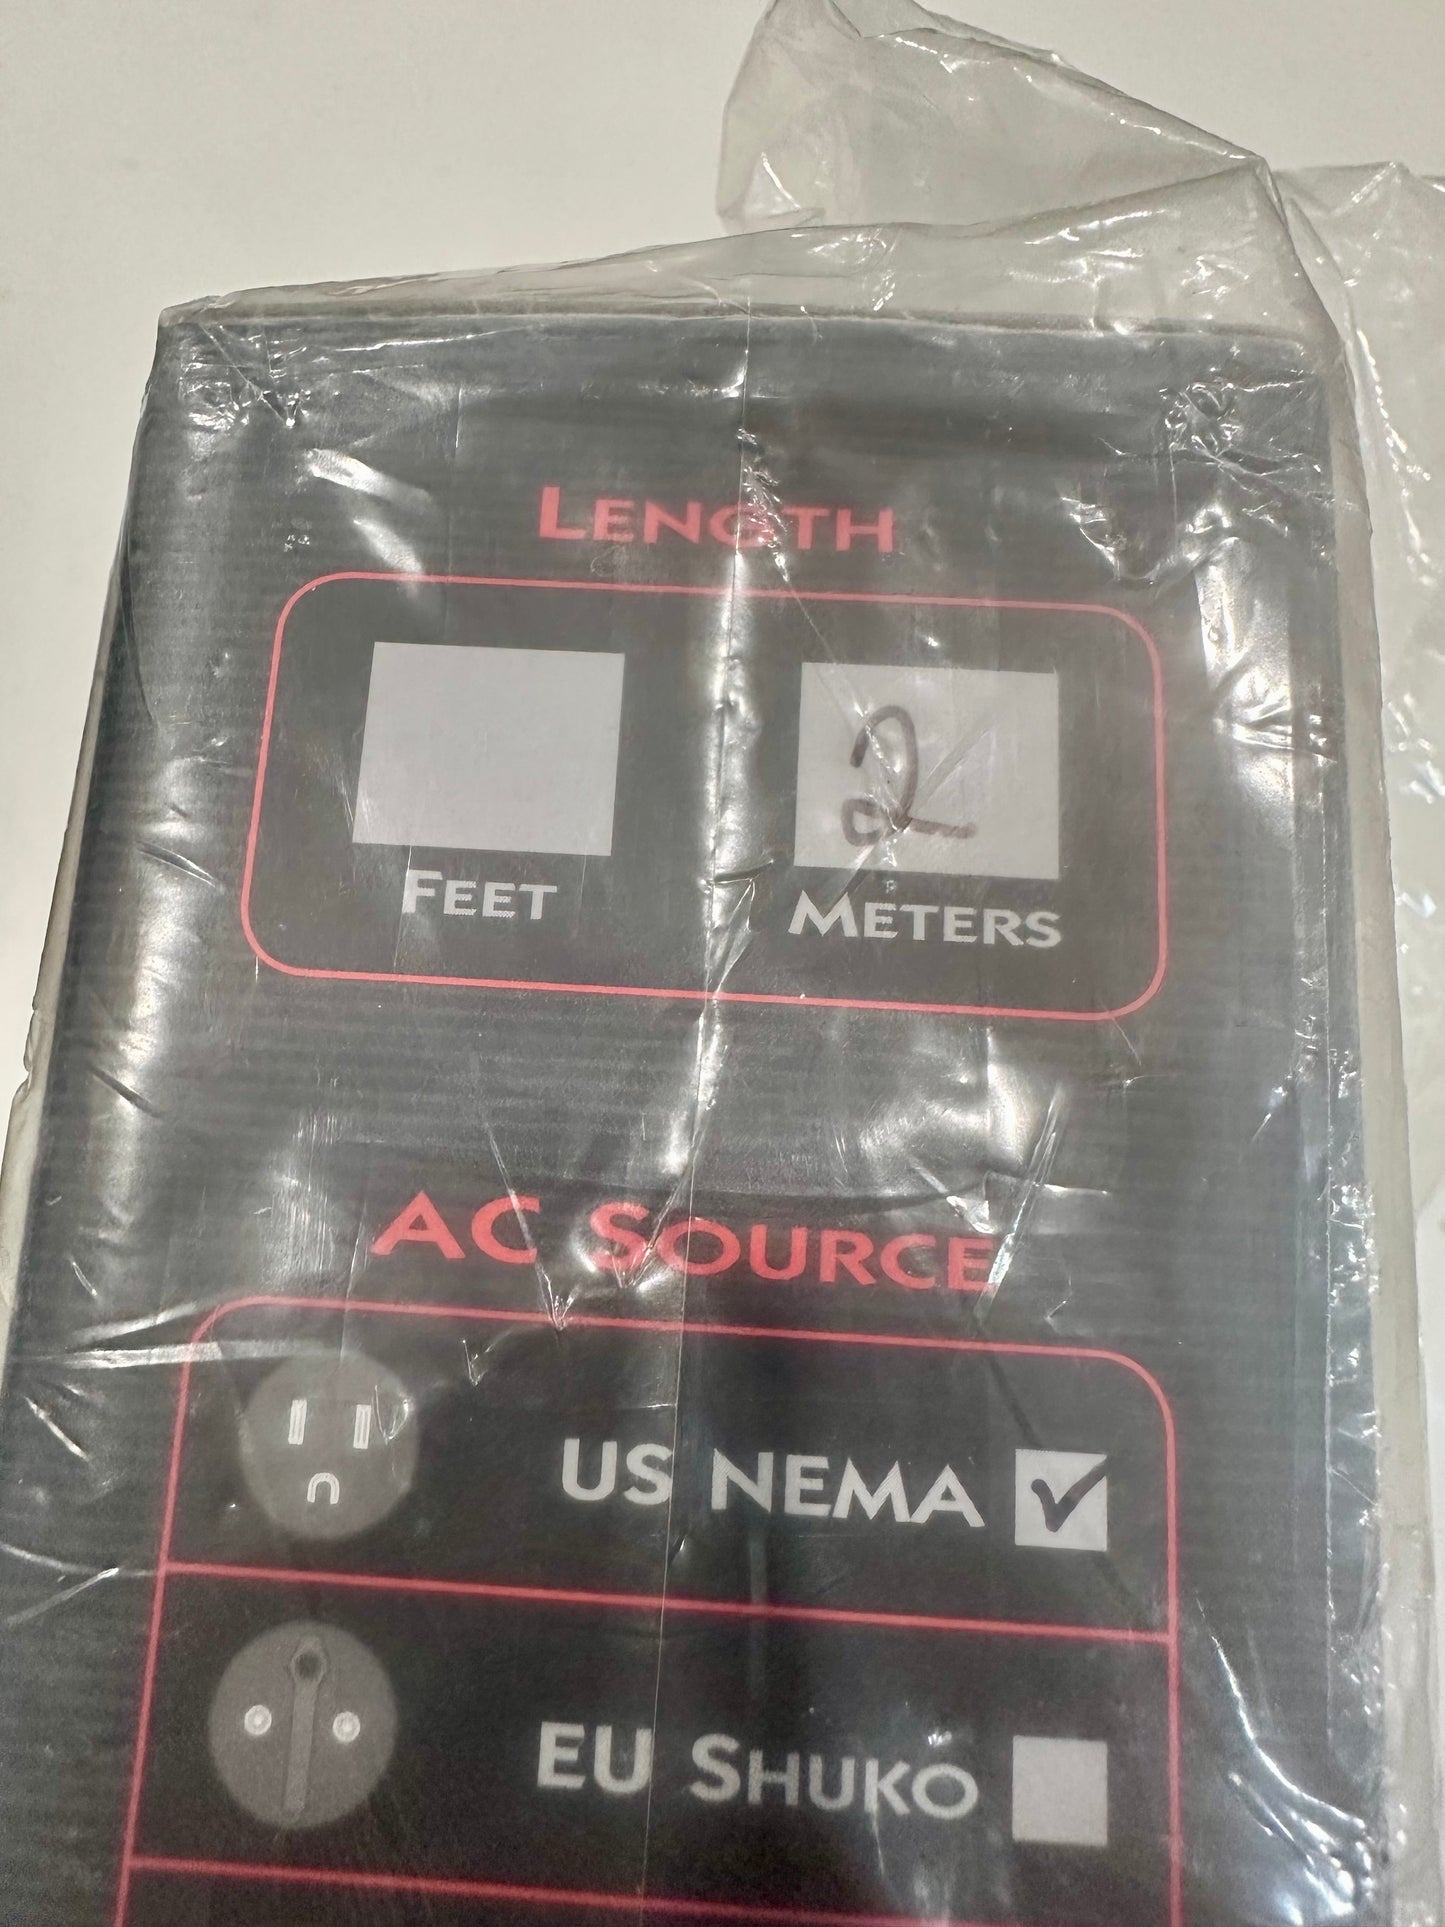 LENGTH
2
FEET
METERS
AC SOURCE
US NEMA ✓
EU SHUKO